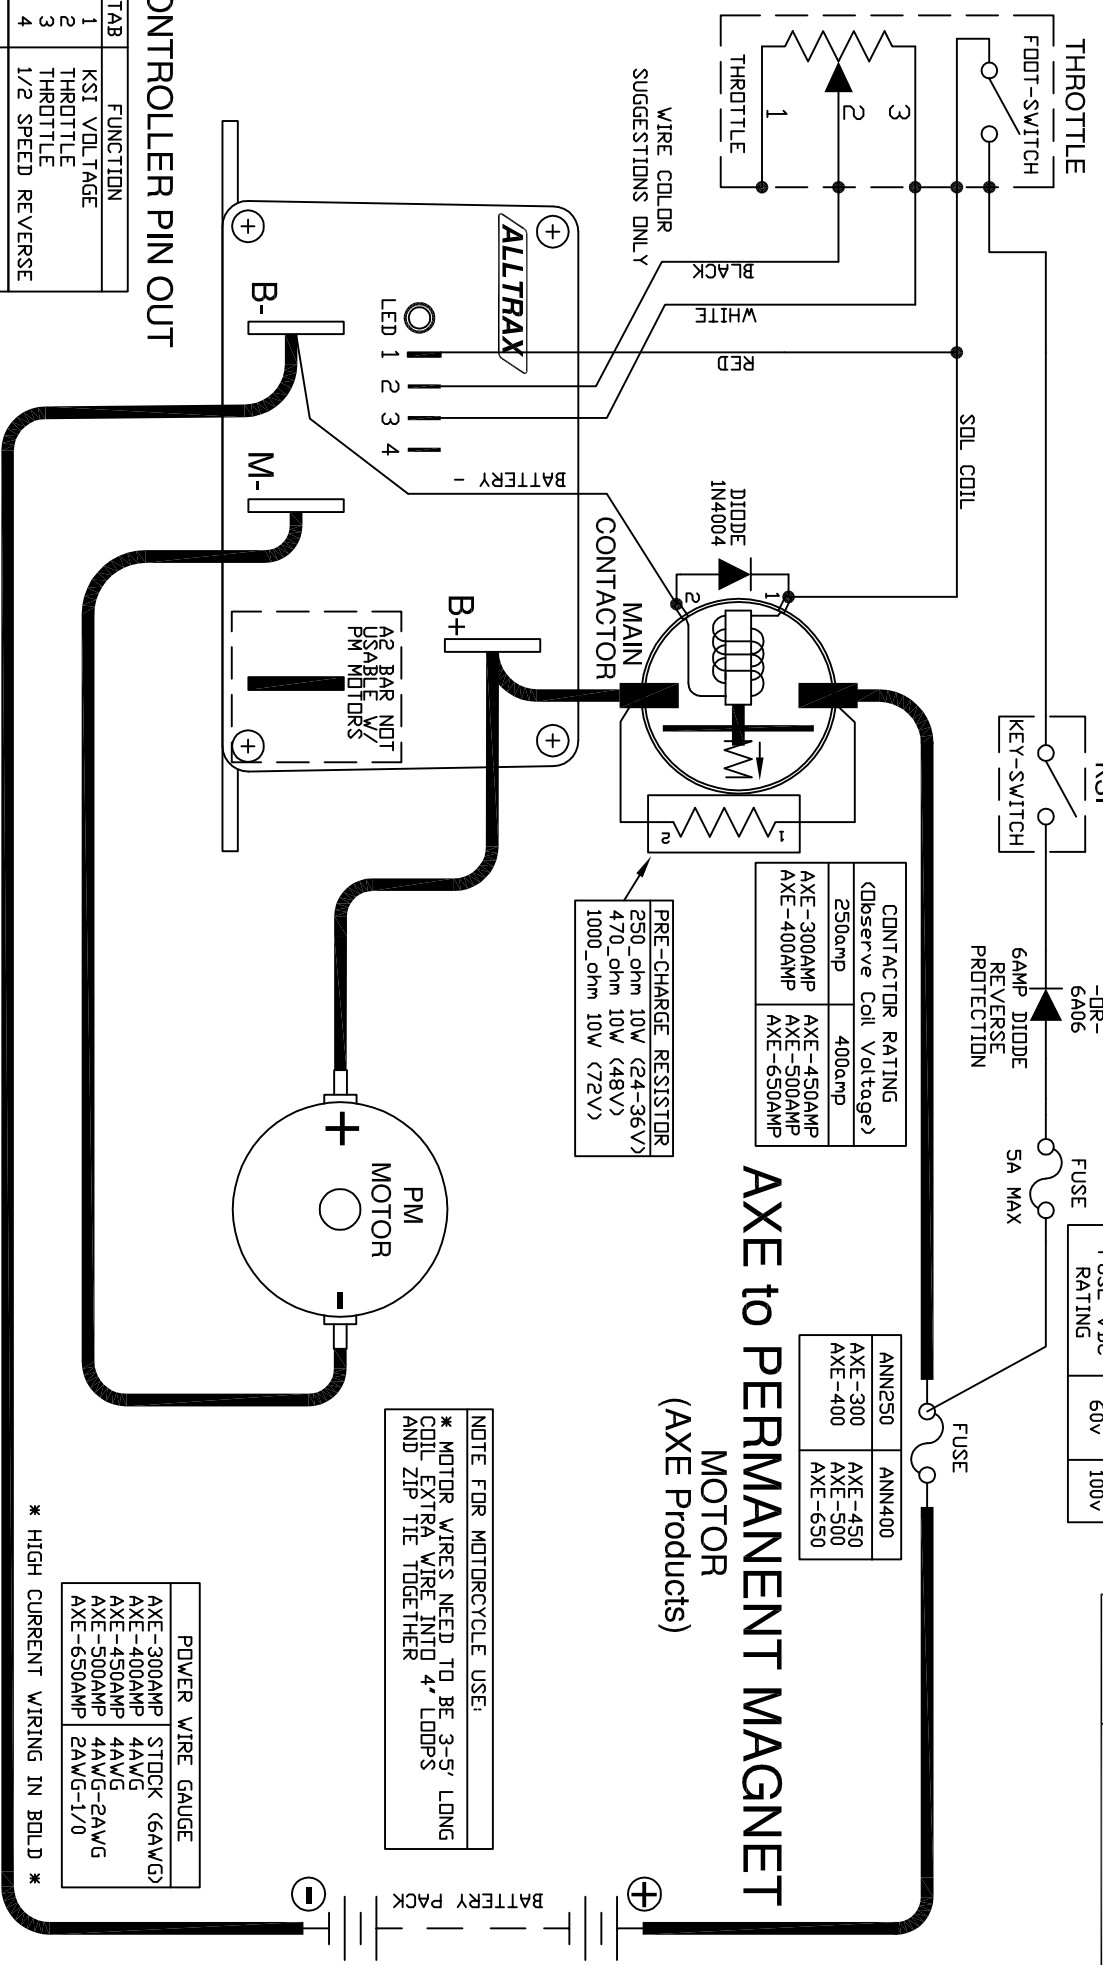 THROTTLE
FOOT-SWITCH
3
2
1
THROTTLE
WIRE COLOR
SUGGESTIONS ONLY
BLACK
WHITE
RED
SOL COIL
KEY-SWITCH
-OR-
6A06
6AMP DIODE
REVERSE
PROTECTION
FUSE
5A MAX
RATING
60v
100v
CONTROLLER PIN OUT
TAB
FUNCTION
1 KSI VOLTAGE
2 THROTTLE
3 THROTTLE
4 1/2 SPEED REVERSE
ALLTRAX
LED
1
2
3
4
B-
M-
B+
A2 BAR NOT
USABLE W/
PM MOTORS
BATTERY -
DIODE
1N4004
1
2
MAIN
CONTACTOR
1
2
CONTACTOR RATING
(Observe Coil Voltage)
250amp
400amp
AXE-300AMP AXE-450AMP
AXE-400AMP AXE-500AMP
AXE-650AMP
PRE-CHARGE RESISTOR
250_ohm 10W (24-36V)
470_ohm 10W (48V)
1000_ohm 10W (72V)
FUSE
ANN250 ANN400
AXE-300 AXE-450
AXE-400 AXE-500
AXE-650
AXE to PERMANENT MAGNET
MOTOR
(AXE Products)
PM
MOTOR
+
-
NOTE FOR MOTORCYCLE USE:
* MOTOR WIRES NEED TO BE 3-5' LONG
COIL EXTRA WIRE INTO 4" LOOPS
AND ZIP TIE TOGETHER
+
BATTERY PACK
-
POWER WIRE GAUGE
AXE-300AMP STOCK (6AWG)
AXE-400AMP 4AWG
AXE-450AMP 4AWG
AXE-500AMP 4AWG-2AWG
AXE-650AMP 2AWG-1/0
* HIGH CURRENT WIRING IN BOLD *